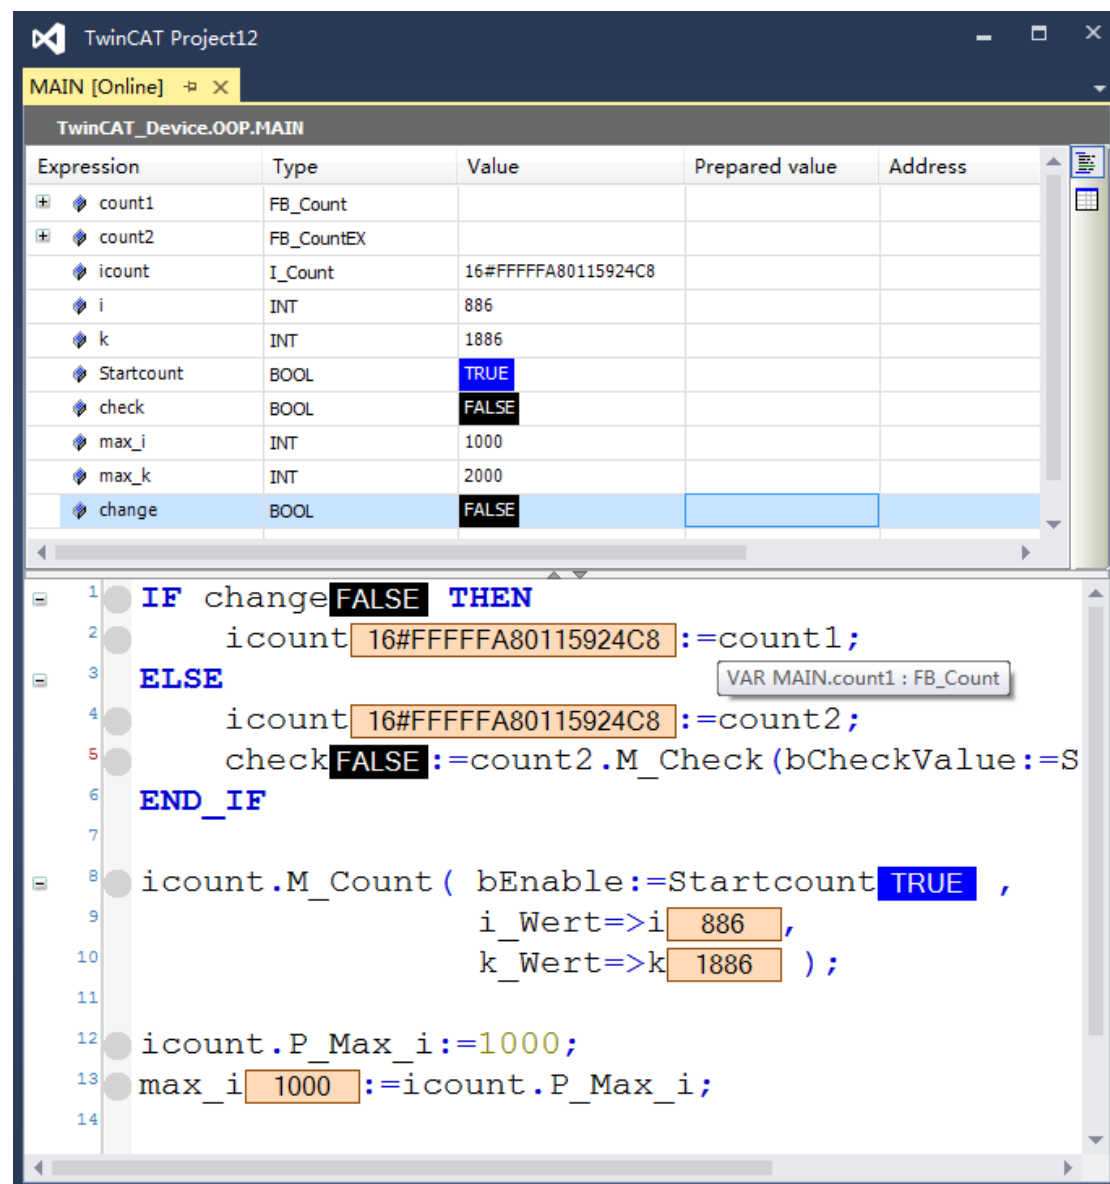 TwinCAT Project12
MAIN [Online]
TwinCAT_Device.OOP.MAIN
Expression Type Value Prepared value Address
count1 FB_Count
count2 FB_CountEX
icount I_Count 16#FFFFFA80115924C8
i INT 886
k INT 1886
Startcount BOOL TRUE
check BOOL FALSE
max_i INT 1000
max_k INT 2000
change BOOL FALSE
1 IF change FALSE THEN
2 icount 16#FFFFFA80115924C8 :=count1;
3 ELSE
VAR MAIN.count1 : FB_Count
4 icount 16#FFFFFA80115924C8 :=count2;
5 check FALSE :=count2.M_Check(bCheckValue:=S
6 END_IF
7
8 icount.M_Count( bEnable:=Startcount TRUE ,
9 i_Wert=>i 886 ,
10 k_Wert=>k 1886 );
11
12 icount.P_Max_i:=1000;
13 max_i 1000 :=icount.P_Max_i;
14